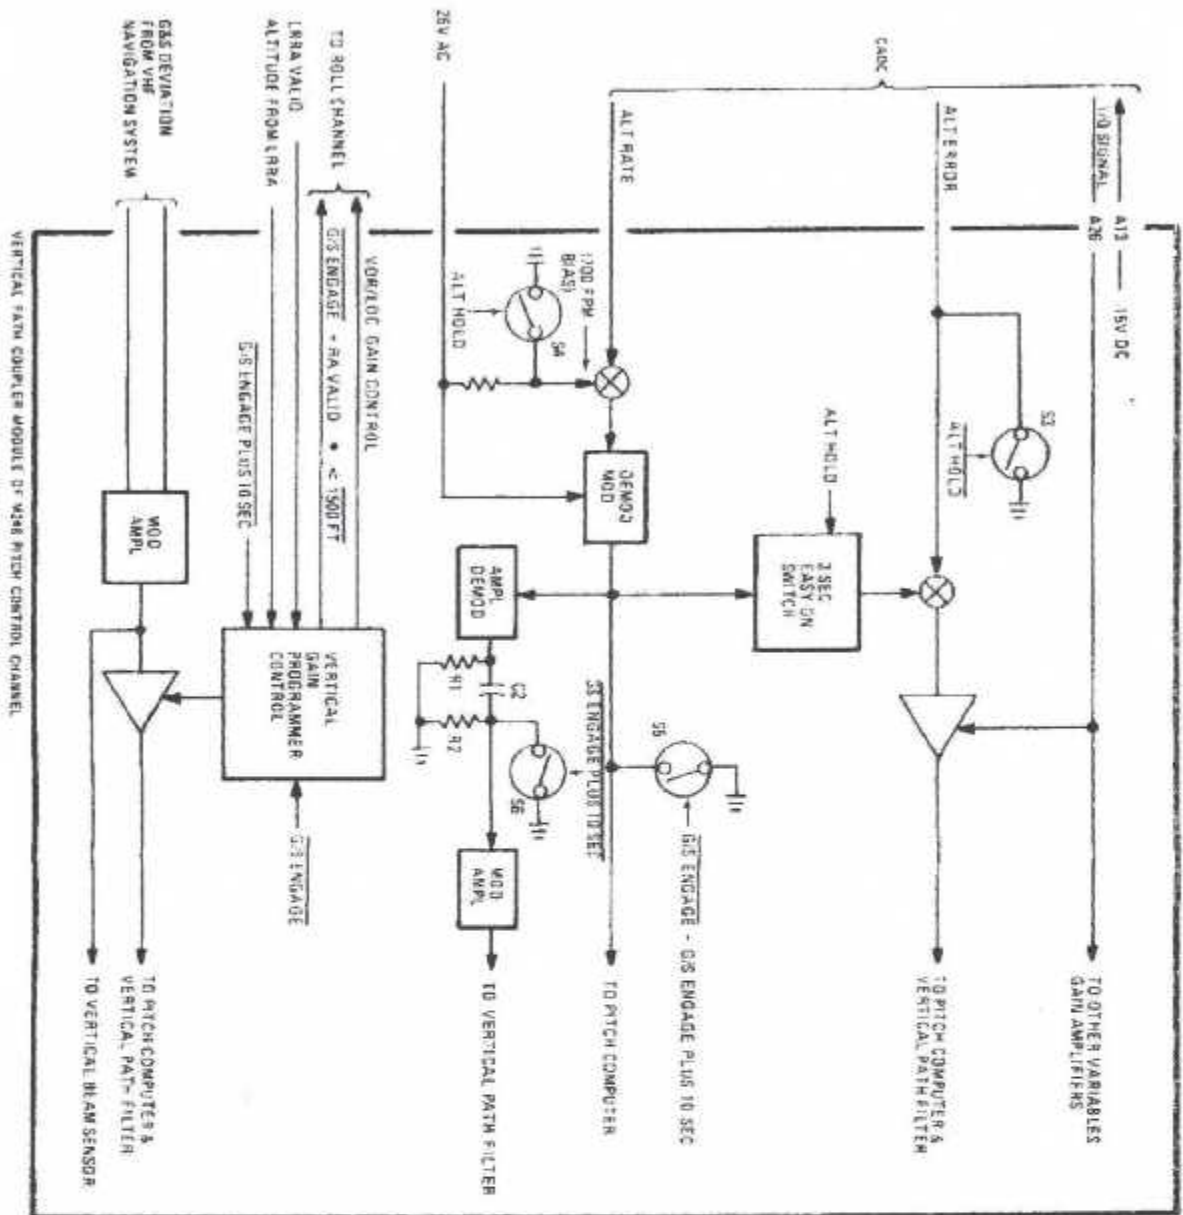 CADC
A13
15V DC
I/Q SIGNAL
A26
TO OTHER VARIABLES
GAIN AMPLIFIERS
S3
ALT HOLD
ALT ERROR
TO PITCH COMPUTER &
VERTICAL PATH FILTER
ALT HOLD
3 SEC
EASY ON
SWITCH
S5
G/S ENGAGE - G/S ENGAGE PLUS 10 SEC
ALT RATE
1700 FPM
BIAS)
DEMOD
MOD
TO PITCH COMPUTER
GS ENGAGE PLUS 10 SEC
S4
ALT HOLD
S6
AMPL
DEMOD
C2
R1
R2
MOD
AMPL
TO VERTICAL PATH FILTER
26V AC
VOR/LOC GAIN CONTROL
TO ROLL CHANNEL
G/S ENGAGE + RA VALID • < 1500 FT
LRRA VALID
ALTITUDE FROM LRRA
G/S ENGAGE PLUS 10 SEC
VERTICAL
GAIN
PROGRAMMER
CONTROL
G/S ENGAGE
G&S DEVIATION
FROM VHF
NAVIGATION SYSTEM
MOD
AMPL
TO PITCH COMPUTER &
VERTICAL PATH FILTER
TO VERTICAL BEAM SENSOR
VERTICAL PATH COUPLER MODULE OF M246 PITCH CONTROL CHANNEL